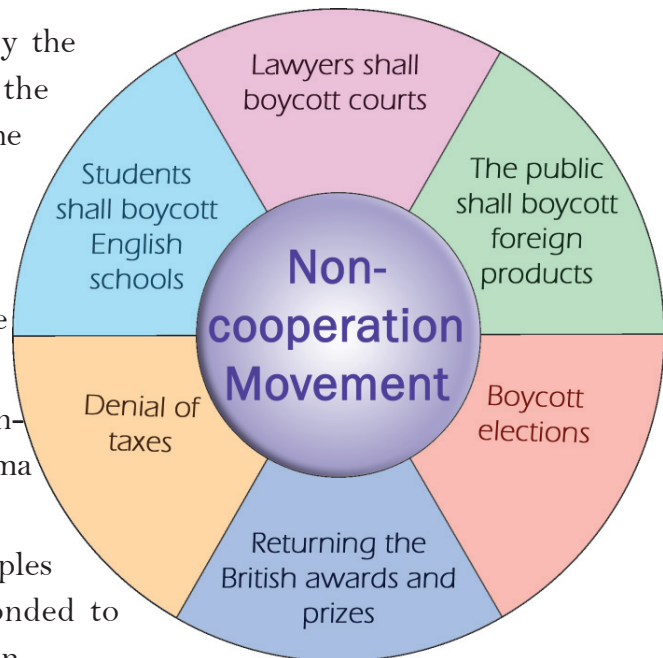 y the
the
ne
e
n-
ma
ples
onded to
n
Lawyers shall
boycott courts
The public
shall boycott
foreign
products
Boycott
elections
Returning the
British awards and
prizes
Denial of
taxes
Students
shall boycott
English
schools
Non-
cooperation
Movement